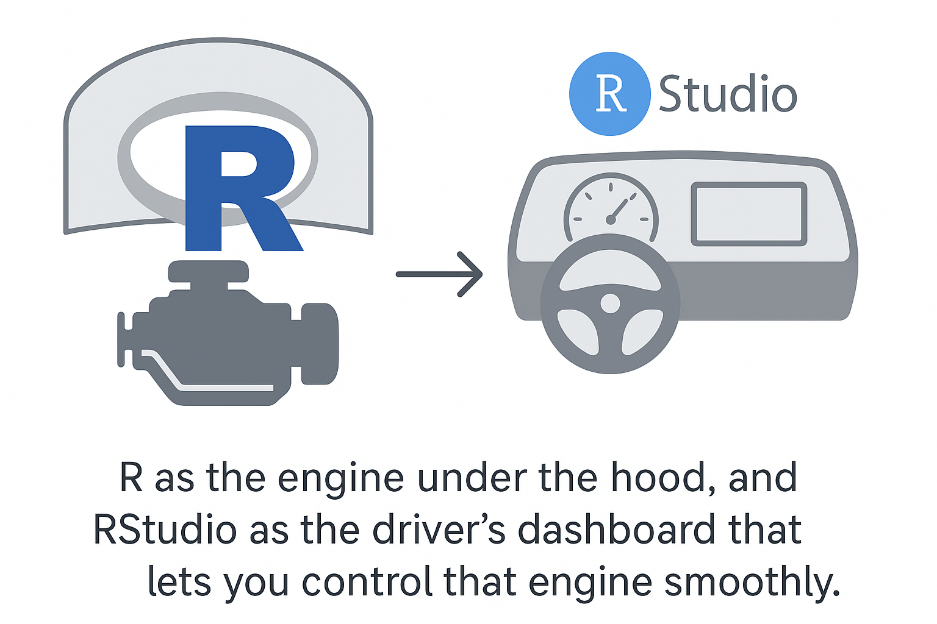 R
R Studio
R as the engine under the hood, and
RStudio as the driver’s dashboard that
lets you control that engine smoothly.